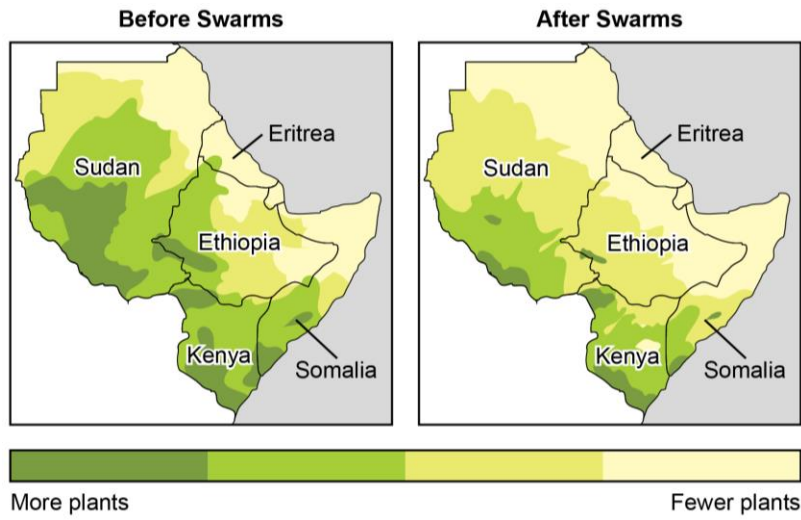 Before Swarms
After Swarms
Eritrea
Sudan
Ethiopia
Kenya
Somalia
Eritrea
Sudan
Ethiopia
Kenya
Somalia
More plants
Fewer plants